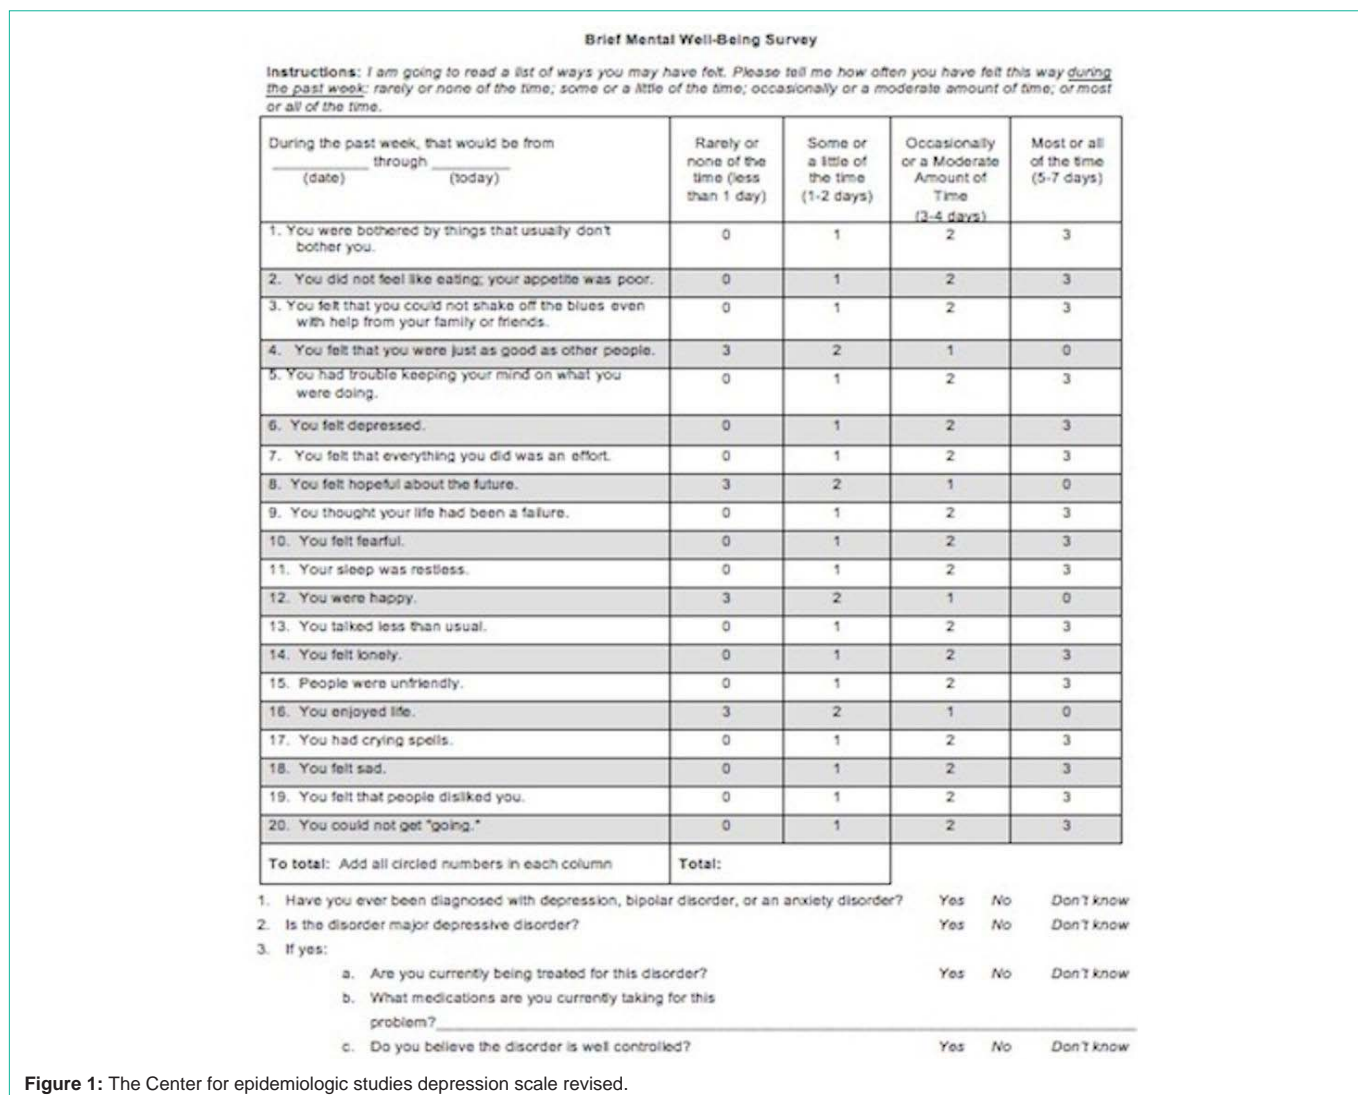 Brief Mental Well-Being Survey
Instructions: I am going to read a list of ways you may have felt. Please tell me how often you have felt this way during
the past week: rarely or none of the time; some or a little of the time; occasionally or a moderate amount of time; or most
or all of the time.
During the past week, that would be from
__________ through ________
(date) (today)
Rarely or
none of the
time (less
than 1 day)
Some or
a little of
the time
(1-2 days)
Occasionally
or a Moderate
Amount of
Time
(3-4 days)
Most or all
of the time
(5-7 days)
1. You were bothered by things that usually don't
bother you.
0 1 2 3
2. You did not feel like eating; your appetite was poor. 0 1 2 3
3. You felt that you could not shake off the blues even
with help from your family or friends.
0 1 2 3
4. You felt that you were just as good as other people. 3 2 1 0
5. You had trouble keeping your mind on what you
were doing.
0 1 2 3
6. You felt depressed. 0 1 2 3
7. You felt that everything you did was an effort. 0 1 2 3
8. You felt hopeful about the future. 3 2 1 0
9. You thought your life had been a failure. 0 1 2 3
10. You felt fearful. 0 1 2 3
11. Your sleep was restless. 0 1 2 3
12. You were happy. 3 2 1 0
13. You talked less than usual. 0 1 2 3
14. You felt lonely. 0 1 2 3
15. People were unfriendly. 0 1 2 3
16. You enjoyed life. 3 2 1 0
17. You had crying spells. 0 1 2 3
18. You felt sad. 0 1 2 3
19. You felt that people disliked you. 0 1 2 3
20. You could not get "going." 0 1 2 3
To total: Add all circled numbers in each column Total:
1. Have you ever been diagnosed with depression, bipolar disorder, or an anxiety disorder? Yes No Don't know
2. Is the disorder major depressive disorder? Yes No Don't know
3. If yes:
a. Are you currently being treated for this disorder? Yes No Don't know
b. What medications are you currently taking for this
problem?____________________
c. Do you believe the disorder is well controlled? Yes No Don't know
Figure 1: The Center for epidemiologic studies depression scale revised.